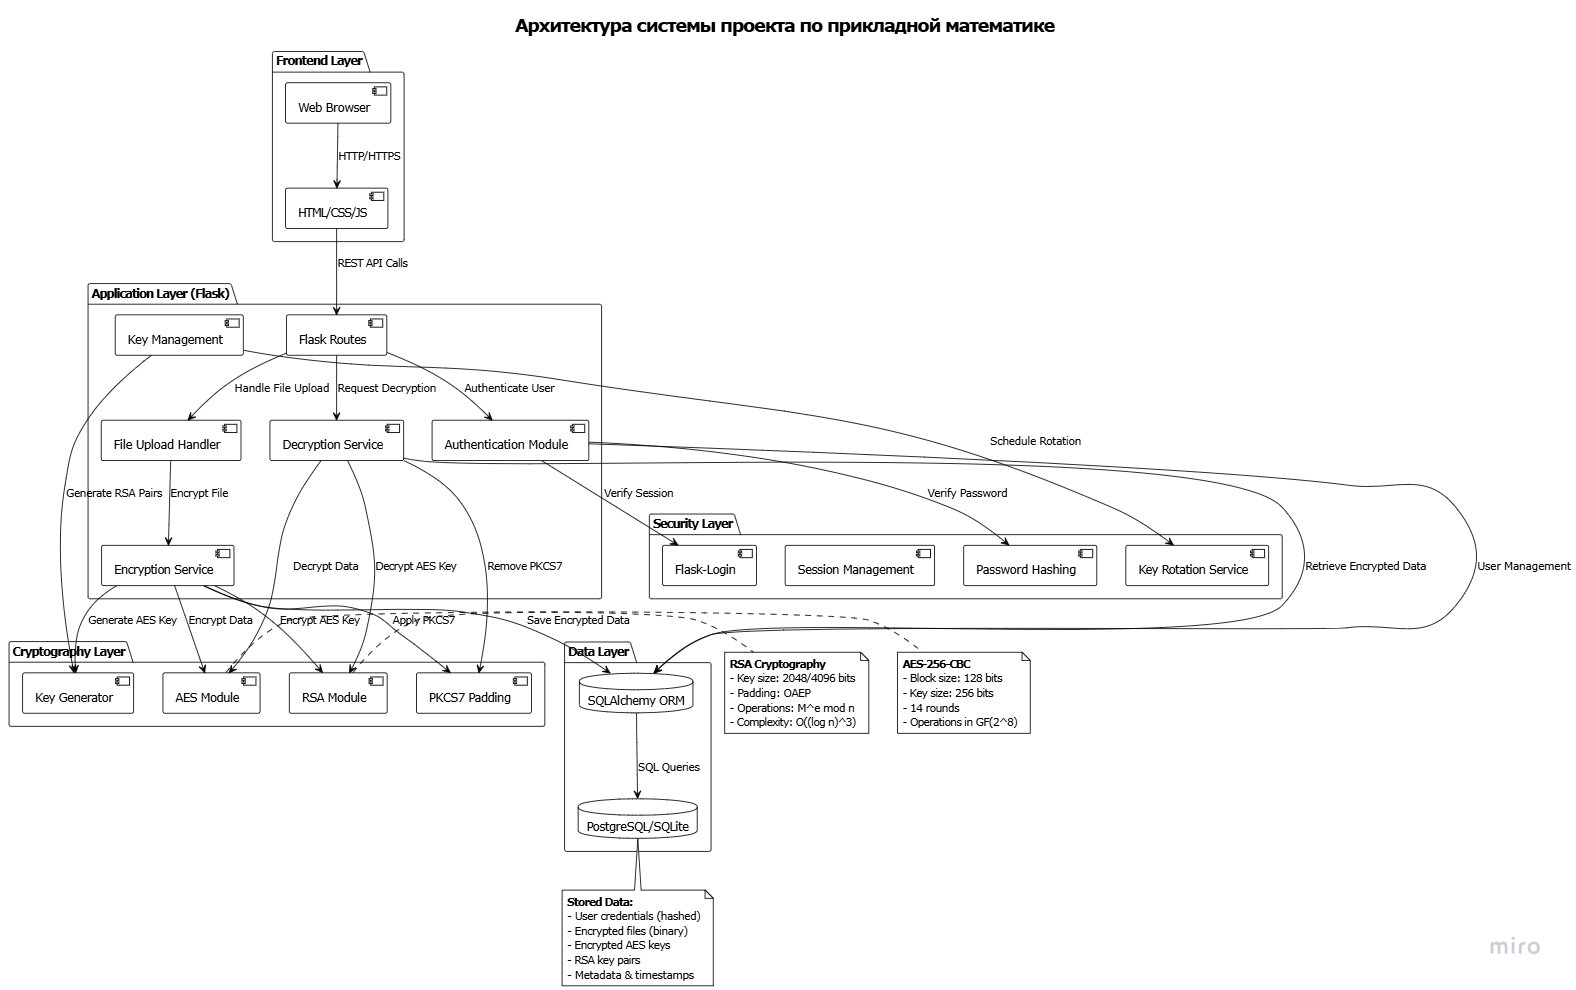 Архитектура системы проекта по прикладной математике
Frontend Layer
Web Browser
HTTP/HTTPS
HTML/CSS/JS
REST API Calls
Application Layer (Flask)
Key Management
Flask Routes
Handle File Upload
Request Decryption
Authenticate User
File Upload Handler
Decryption Service
Authentication Module
Schedule Rotation
Generate RSA Pairs
Encrypt File
Verify Session
Verify Password
Security Layer
Encryption Service
Flask-Login
Session Management
Password Hashing
Key Rotation Service
Decrypt Data
Decrypt AES Key
Remove PKCS7
Retrieve Encrypted Data
User Management
Generate AES Key
Encrypt Data
Encrypt AES Key
Apply PKCS7
Save Encrypted Data
Cryptography Layer
Key Generator
AES Module
RSA Module
PKCS7 Padding
Data Layer
SQLAlchemy ORM
SQL Queries
PostgreSQL/SQLite
RSA Cryptography
- Key size: 2048/4096 bits
- Padding: OAEP
- Operations: M^e mod n
- Complexity: O((log n)^3)
AES-256-CBC
- Block size: 128 bits
- Key size: 256 bits
- 14 rounds
- Operations in GF(2^8)
Stored Data:
- User credentials (hashed)
- Encrypted files (binary)
- Encrypted AES keys
- RSA key pairs
- Metadata & timestamps
miro